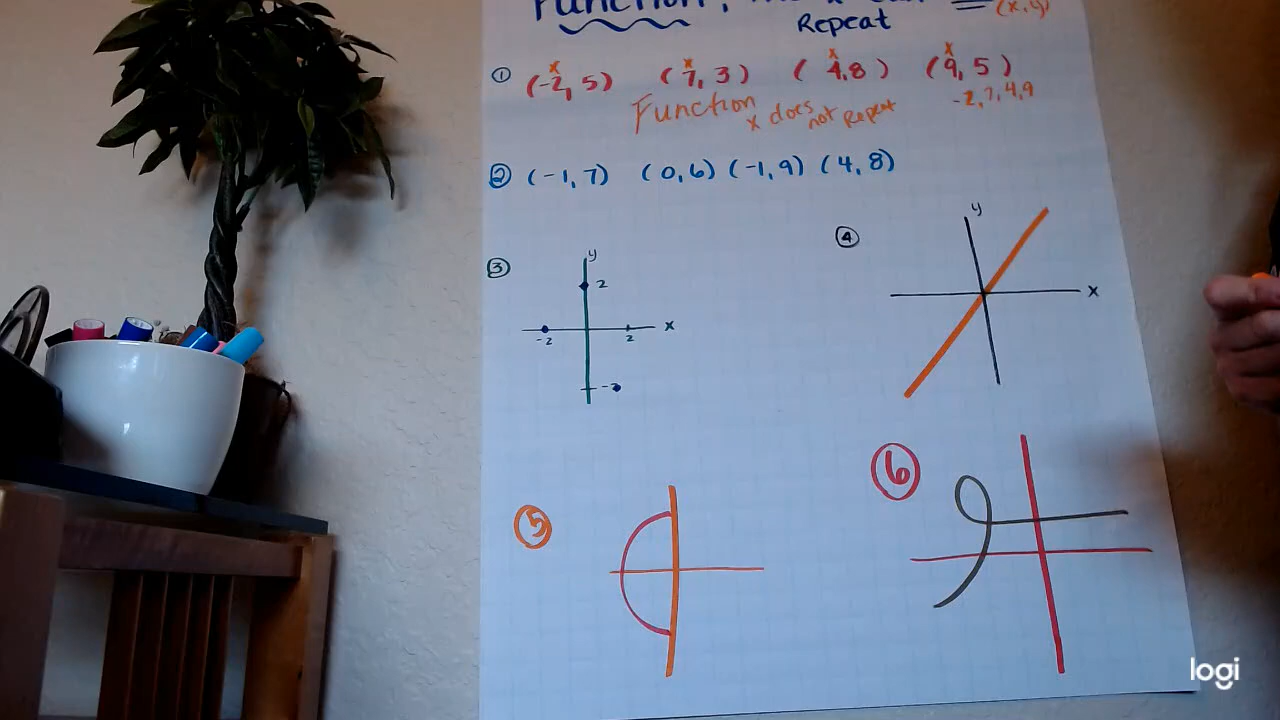 Function,
Repeat (x,y)
① (-2, 5) (7, 3) (4,8) (9, 5)
x x x x
Function x does not Repeat -2, 7, 4, 9
② (-1, 7) (0,6) (-1, 9) (4, 8)
③ y
2
x
-2 2
④ y
x
⑤
⑥
logi